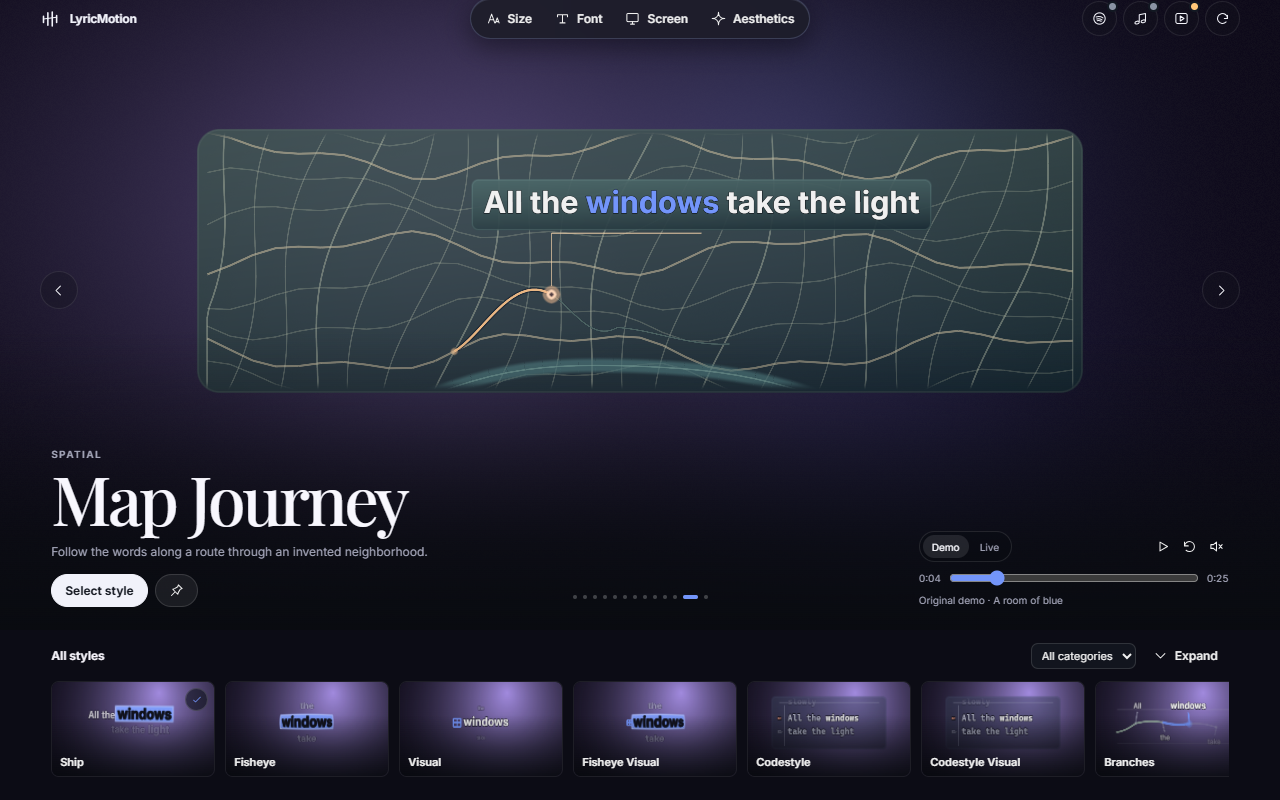 LyricMotion
Size Font Screen Aesthetics
All the windows take the light
SPATIAL
Map Journey
Follow the words along a route through an invented neighborhood.
Select style
Demo Live
0:04 0:25
Original demo · A room of blue
All styles
All categories Expand
All the windows
take the light
Ship
the
windows
take
Fisheye
windows
Visual
the
windows
take
Fisheye Visual
All the windows
take the light
Codestyle
All the windows
take the light
Codestyle Visual
All windows
the take
Branches